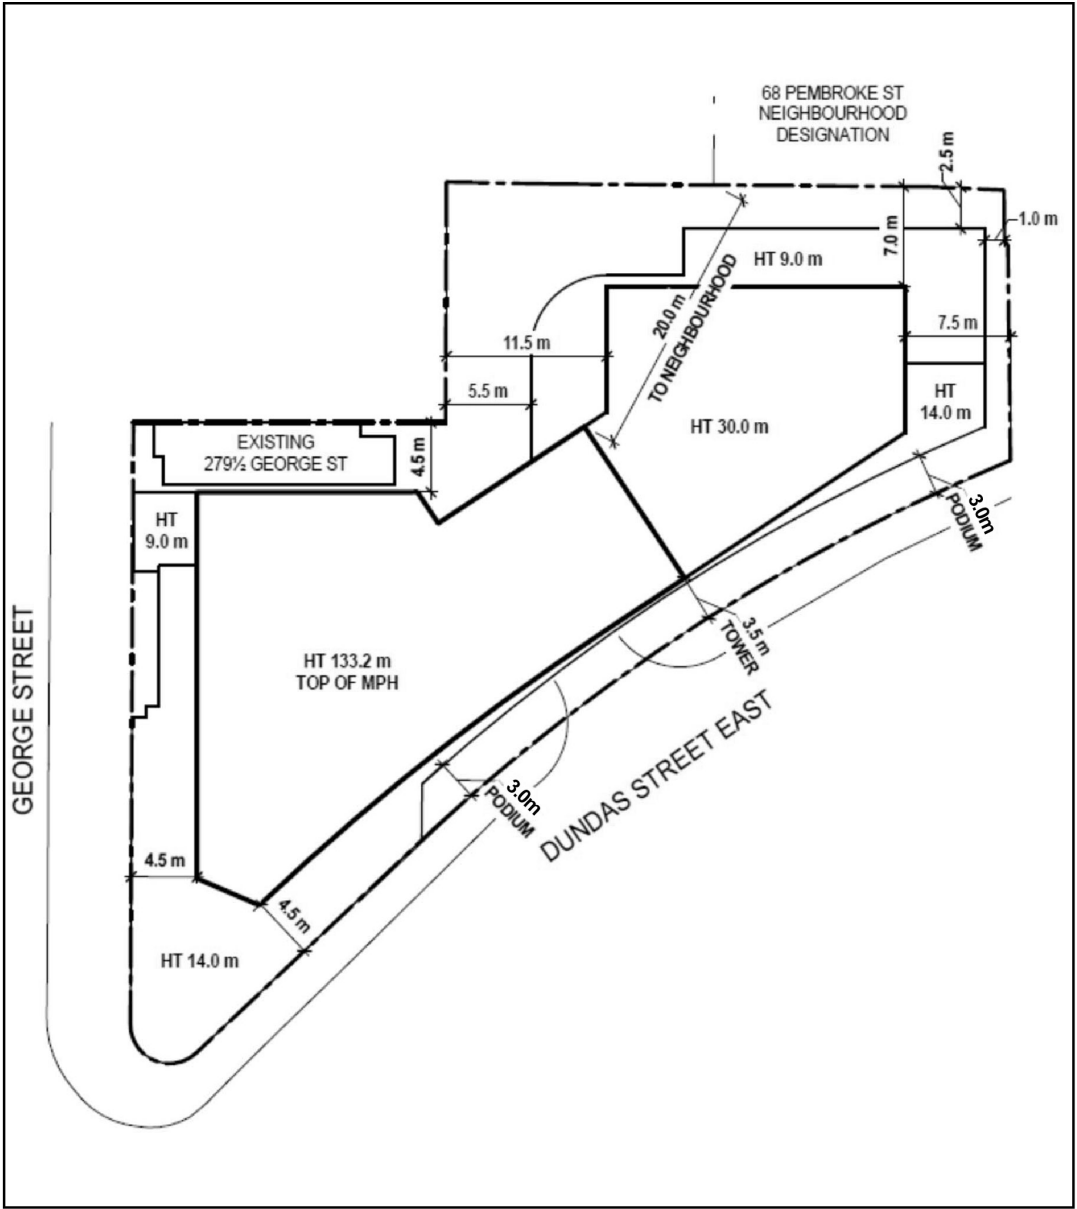 68 PEMBROKE ST
NEIGHBOURHOOD
DESIGNATION
2.5 m
1.0 m
7.0 m
HT 9.0 m
20.0 m
TO NEIGHBOURHOOD
7.5 m
11.5 m
5.5 m
HT
14.0 m
HT 30.0 m
EXISTING
279½ GEORGE ST
4.5 m
3.0m
PODIUM
HT
9.0 m
3.5 m
TOWER
HT 133.2 m
TOP OF MPH
GEORGE STREET
DUNDAS STREET EAST
3.0m
PODIUM
4.5 m
4.5 m
HT 14.0 m